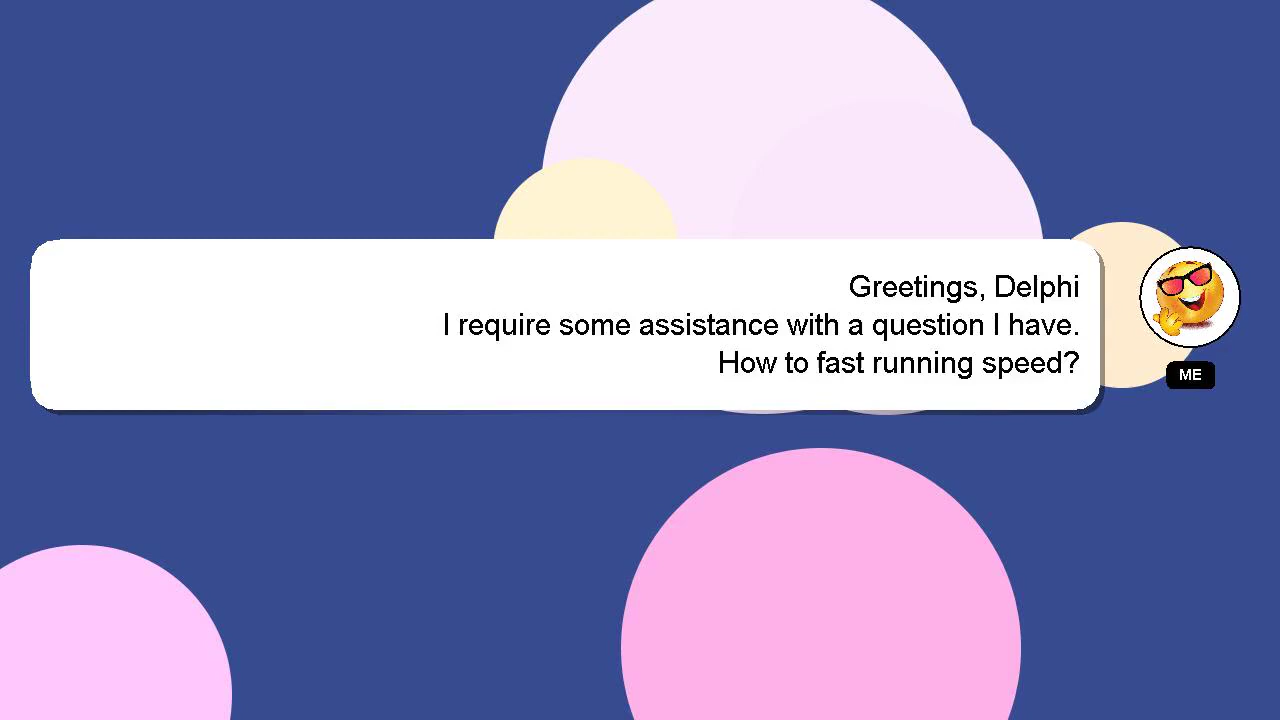 Greetings, Delphi
I require some assistance with a question I have.
How to fast running speed?
ME